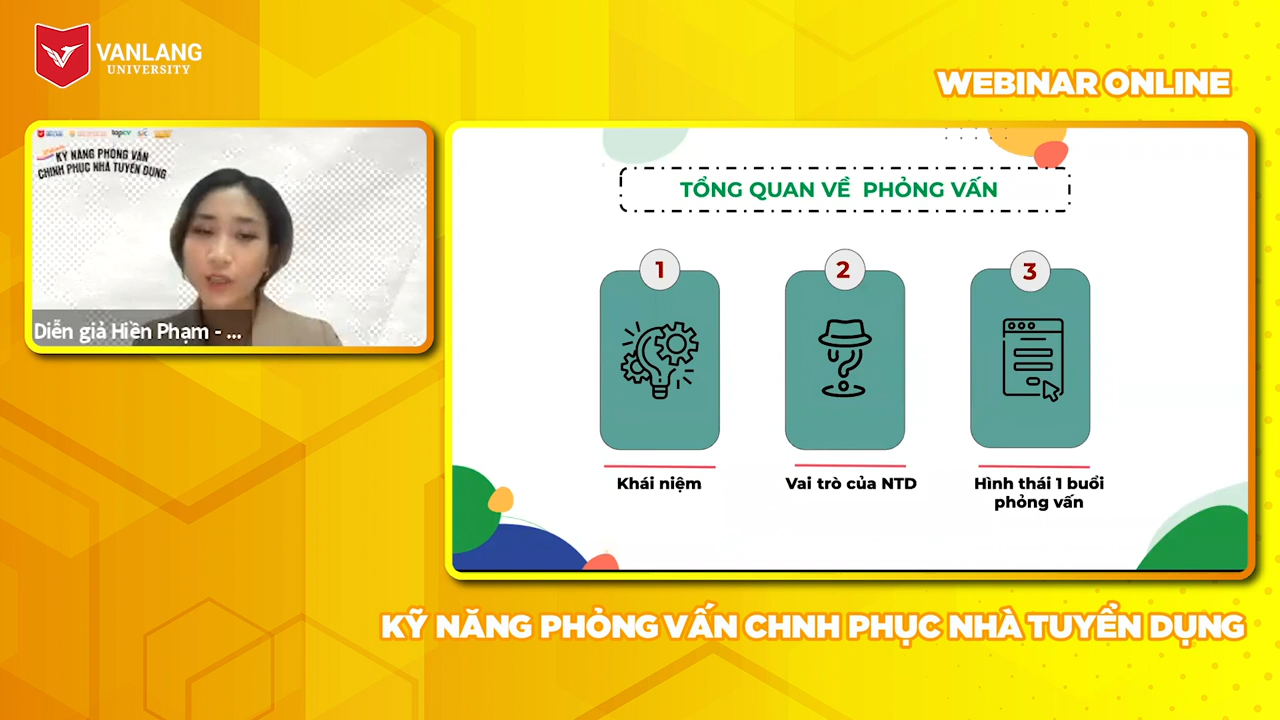 VANLANG
UNIVERSITY
WEBINAR ONLINE
topcv
KỸ NĂNG PHỎNG VẤN
CHINH PHỤC NHÀ TUYỂN DỤNG
Diễn giả Hiền Phạm - ...
TỔNG QUAN VỀ PHỎNG VẤN
1
2
3
Khái niệm
Vai trò của NTD
Hình thái 1 buổi
phỏng vấn
KỸ NĂNG PHỎNG VẤN CHNH PHỤC NHÀ TUYỂN DỤNG